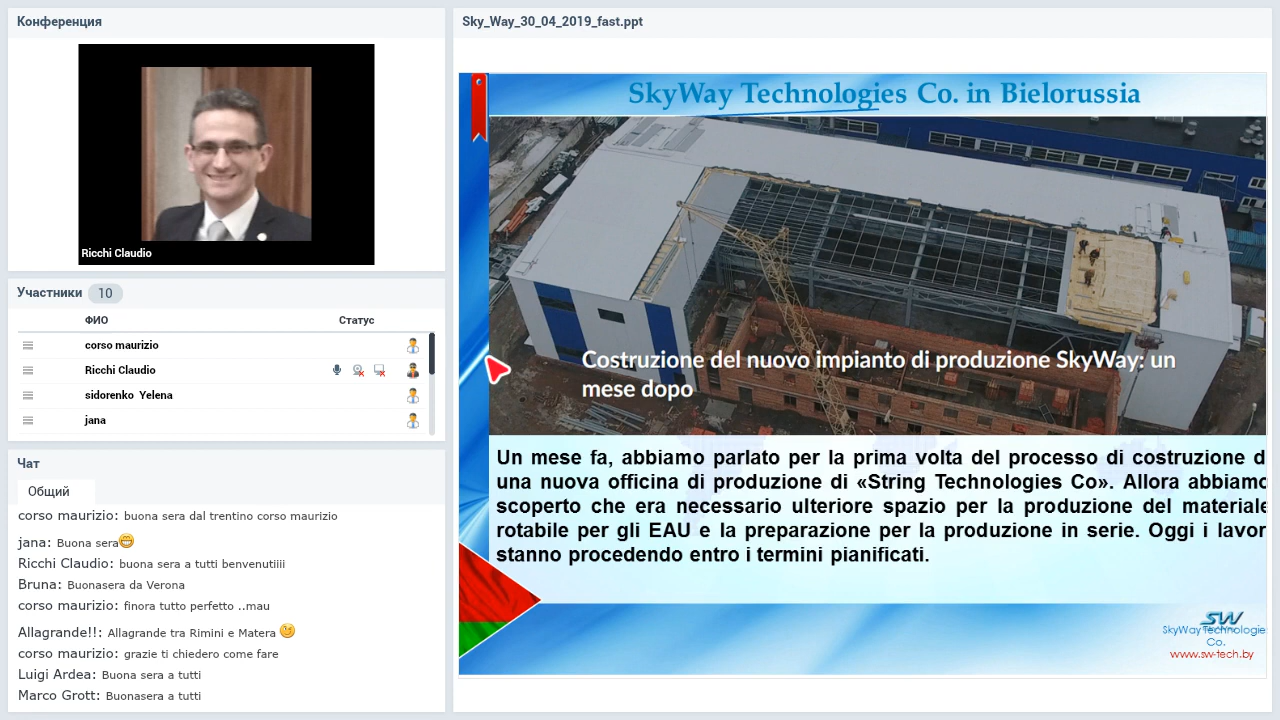 Конференция
Ricchi Claudio
Участники 10
ФИО Статус
corso maurizio
Ricchi Claudio
sidorenko Yelena
jana
Чат
Общий
corso maurizio: buona sera dal trentino corso maurizio
jana: Buona sera
Ricchi Claudio: buona sera a tutti benvenutiiii
Bruna: Buonasera da Verona
corso maurizio: finora tutto perfetto ..mau
Allagrande!!: Allagrande tra Rimini e Matera
corso maurizio: grazie ti chiedero come fare
Luigi Ardea: Buona sera a tutti
Marco Grott: Buonasera a tutti
Sky_Way_30_04_2019_fast.ppt
SkyWay Technologies Co. in Bielorussia
Costruzione del nuovo impianto di produzione SkyWay: un
mese dopo
Un mese fa, abbiamo parlato per la prima volta del processo di costruzione d
una nuova officina di produzione di «String Technologies Co». Allora abbiamo
scoperto che era necessario ulteriore spazio per la produzione del materiale
rotabile per gli EAU e la preparazione per la produzione in serie. Oggi i lavor
stanno procedendo entro i termini pianificati.
SW
SkyWay Technologie
Co.
www.sw-tech.by